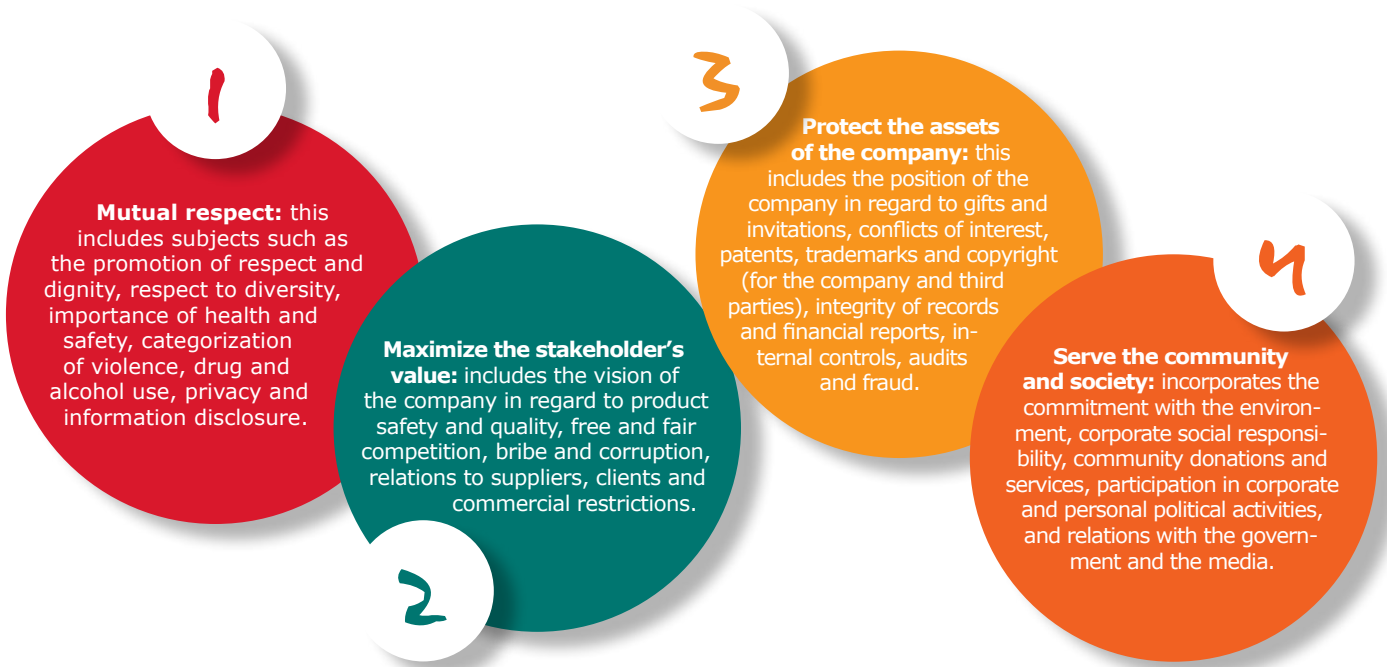 1
Mutual respect: this
includes subjects such as
the promotion of respect and
dignity, respect to diversity,
importance of health and
safety, categorization
of violence, drug and
alcohol use, privacy and
information disclosure.
2
Maximize the stakeholder’s
value: includes the vision of
the company in regard to product
safety and quality, free and fair
competition, bribe and corruption,
relations to suppliers, clients and
commercial restrictions.
3
Protect the assets
of the company: this
includes the position of the
company in regard to gifts and
invitations, conflicts of interest,
patents, trademarks and copyright
(for the company and third
parties), integrity of records
and financial reports, in-
ternal controls, audits
and fraud.
4
Serve the community
and society: incorporates the
commitment with the environ-
ment, corporate social responsi-
bility, community donations and
services, participation in corporate
and personal political activities,
and relations with the govern-
ment and the media.